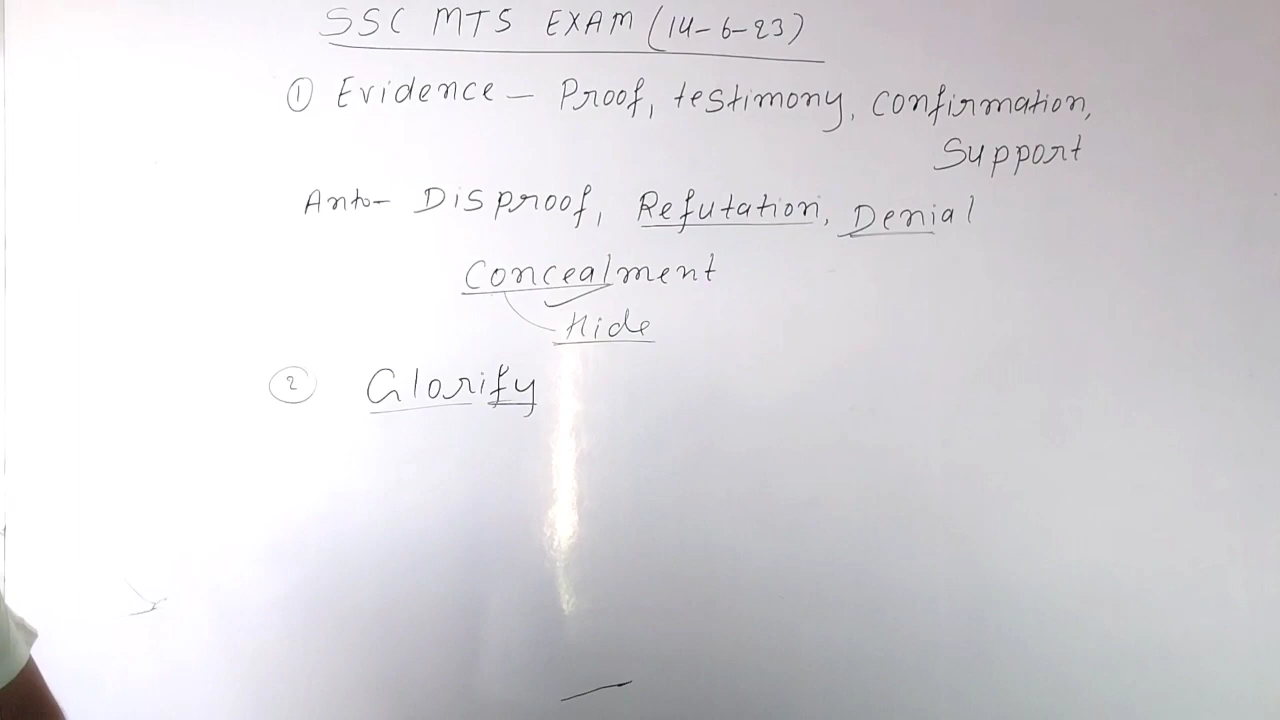 SSC MTS EXAM (14-6-23)
① Evidence – Proof, testimony, confirmation,
Support
Anto- Disproof, Refutation, Denial
Concealment
Hide
② Glorify